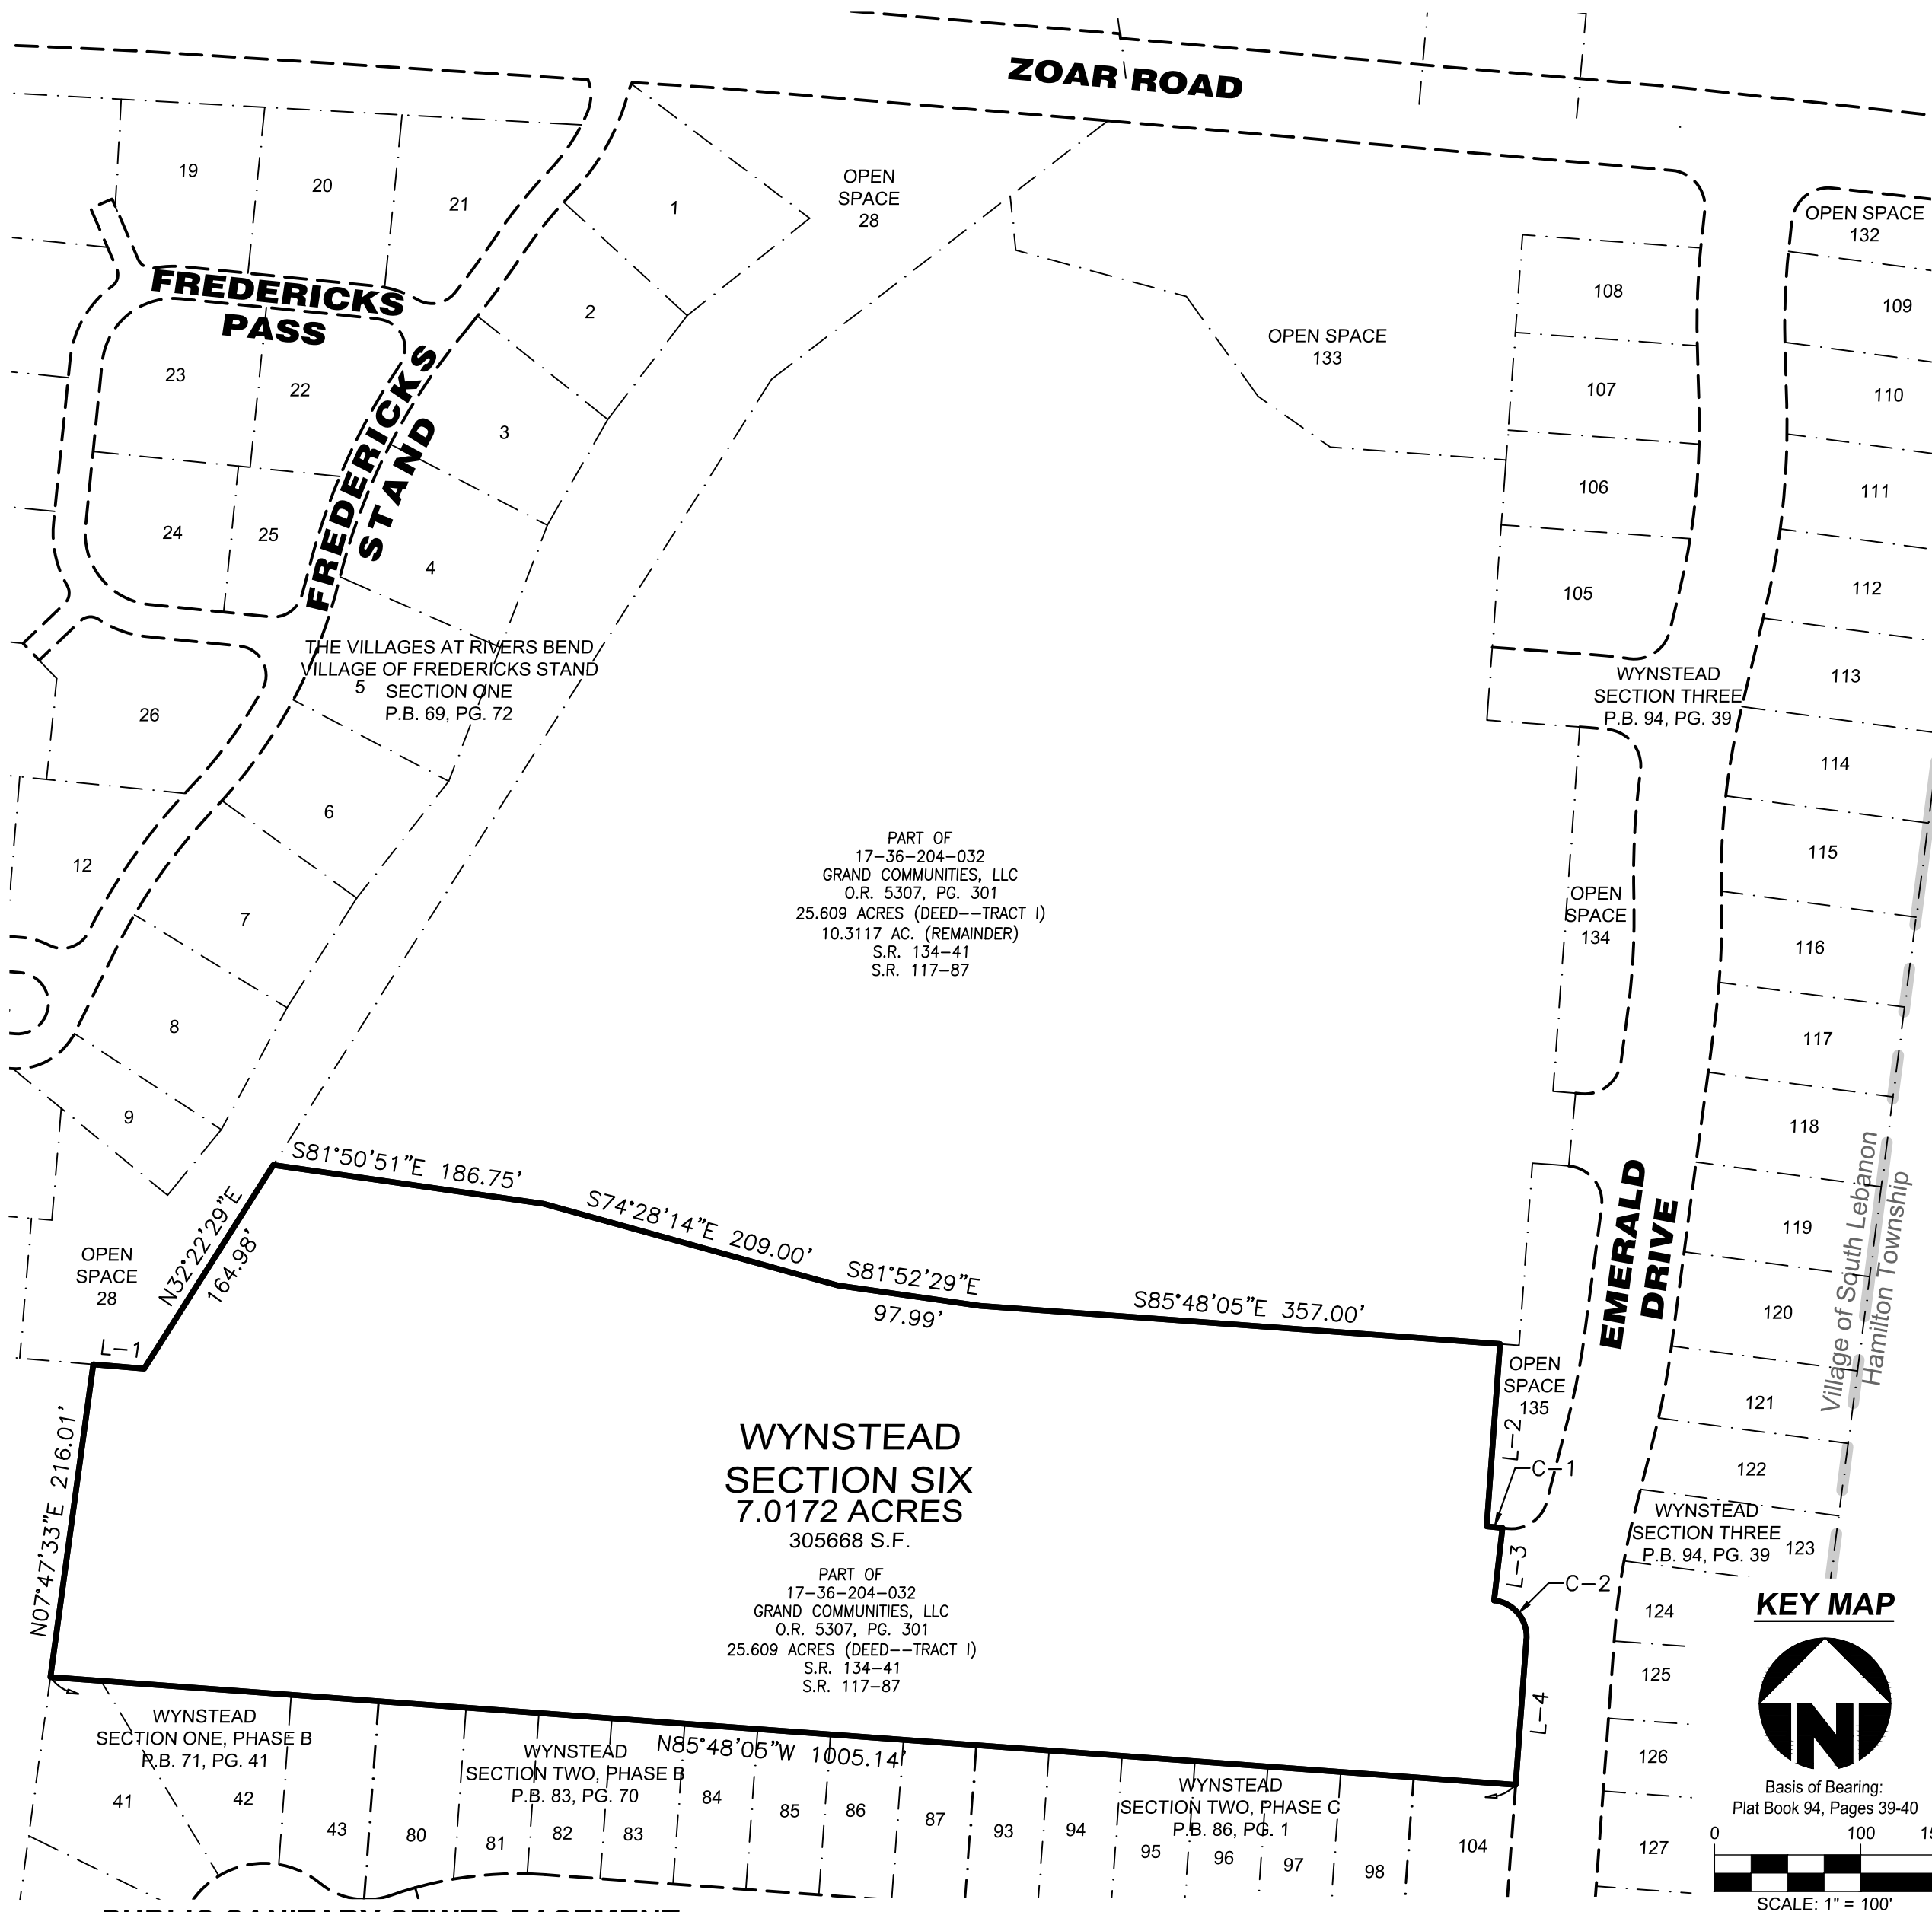 ZOAR ROAD
19
20
21
1
OPEN
SPACE
28
OPEN SPACE
132
2
108
109
FREDERICKS
PASS
OPEN SPACE
133
23
22
107
110
3
FREDERICKS
STAND
106
111
24
25
4
105
112
THE VILLAGES AT RIVERS BEND
VILLAGE OF FREDERICKS STAND
SECTION ONE
P.B. 69, PG. 72
5
WYNSTEAD
SECTION THREE
P.B. 94, PG. 39
113
26
114
6
12
PART OF
17-36-204-032
GRAND COMMUNITIES, LLC
O.R. 5307, PG. 301
25.609 ACRES (DEED--TRACT I)
10.3117 AC. (REMAINDER)
S.R. 134-41
S.R. 117-87
115
OPEN
SPACE
134
7
116
8
117
9
118
S81°50'51"E 186.75'
N32°22'29"E
164.98'
S74°28'14"E 209.00'
S81°52'29"E
97.99'
S85°48'05"E 357.00'
EMERALD
DRIVE
119
Village of South Lebanon
Hamilton Township
OPEN
SPACE
28
120
L-1
OPEN
SPACE
135
121
L-2
C-1
122
N07°47'33"E 216.01'
WYNSTEAD
SECTION SIX
7.0172 ACRES
305668 S.F.
PART OF
17-36-204-032
GRAND COMMUNITIES, LLC
O.R. 5307, PG. 301
25.609 ACRES (DEED--TRACT I)
S.R. 134-41
S.R. 117-87
WYNSTEAD
SECTION THREE
P.B. 94, PG. 39
123
L-3
C-2
124
KEY MAP
125
L-4
126
N
Basis of Bearing:
Plat Book 94, Pages 39-40
0 100
SCALE: 1" = 100'
WYNSTEAD
SECTION ONE, PHASE B
P.B. 71, PG. 41
WYNSTEAD
SECTION TWO, PHASE B
P.B. 83, PG. 70
N85°48'05"W 1005.14'
WYNSTEAD
SECTION TWO, PHASE C
P.B. 86, PG. 1
41
42
43
80
81
82
83
84
85
86
87
93
94
95
96
97
98
104
127
PUBLIC SANITARY SEWER EASEMENT